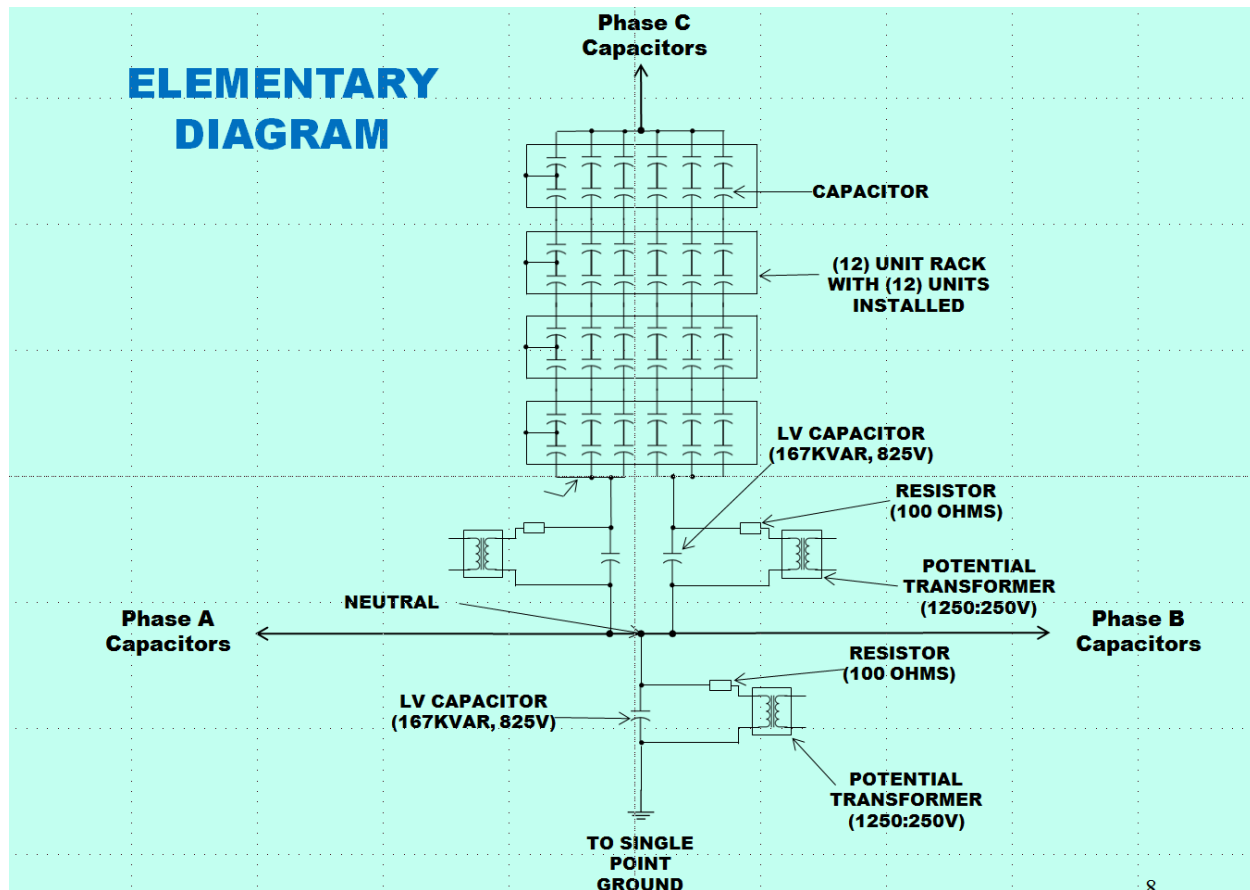 Phase C
Capacitors
ELEMENTARY
DIAGRAM
CAPACITOR
(12) UNIT RACK
WITH (12) UNITS
INSTALLED
LV CAPACITOR
(167KVAR, 825V)
RESISTOR
(100 OHMS)
POTENTIAL
TRANSFORMER
(1250:250V)
NEUTRAL
Phase A
Capacitors
Phase B
Capacitors
RESISTOR
(100 OHMS)
LV CAPACITOR
(167KVAR, 825V)
POTENTIAL
TRANSFORMER
(1250:250V)
TO SINGLE
POINT
GROUND
8